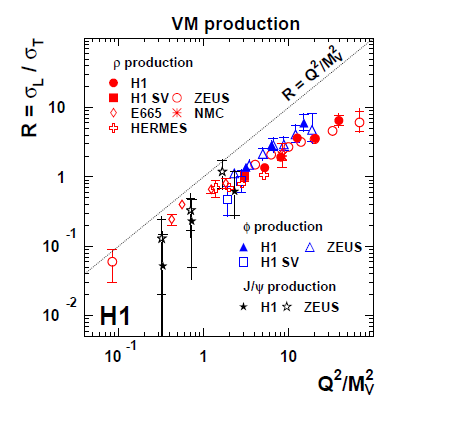 VM production
R = σL / σT
10
1
10⁻¹
10⁻²
ρ production
H1
H1 SV ZEUS
E665 NMC
HERMES
R = Q²/M²V
ϕ production
H1 ZEUS
H1 SV
J/ψ production
H1 ZEUS
H1
10⁻¹ 1 10
Q²/M²V